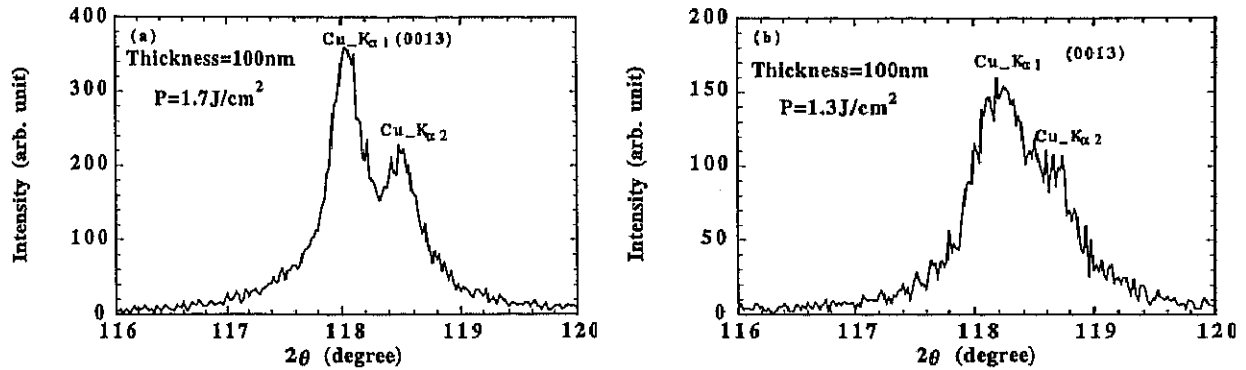 (a)
Cu_Kα1 (0013)
Thickness=100nm
P=1.7J/cm²
Cu_Kα2
Intensity (arb. unit)
400
300
200
100
0
116 117 118 119 120
2θ (degree)
(b)
Cu_Kα1 (0013)
Thickness=100nm
P=1.3J/cm²
Cu_Kα2
Intensity (arb. unit)
200
150
100
50
0
116 117 118 119 120
2θ (degree)